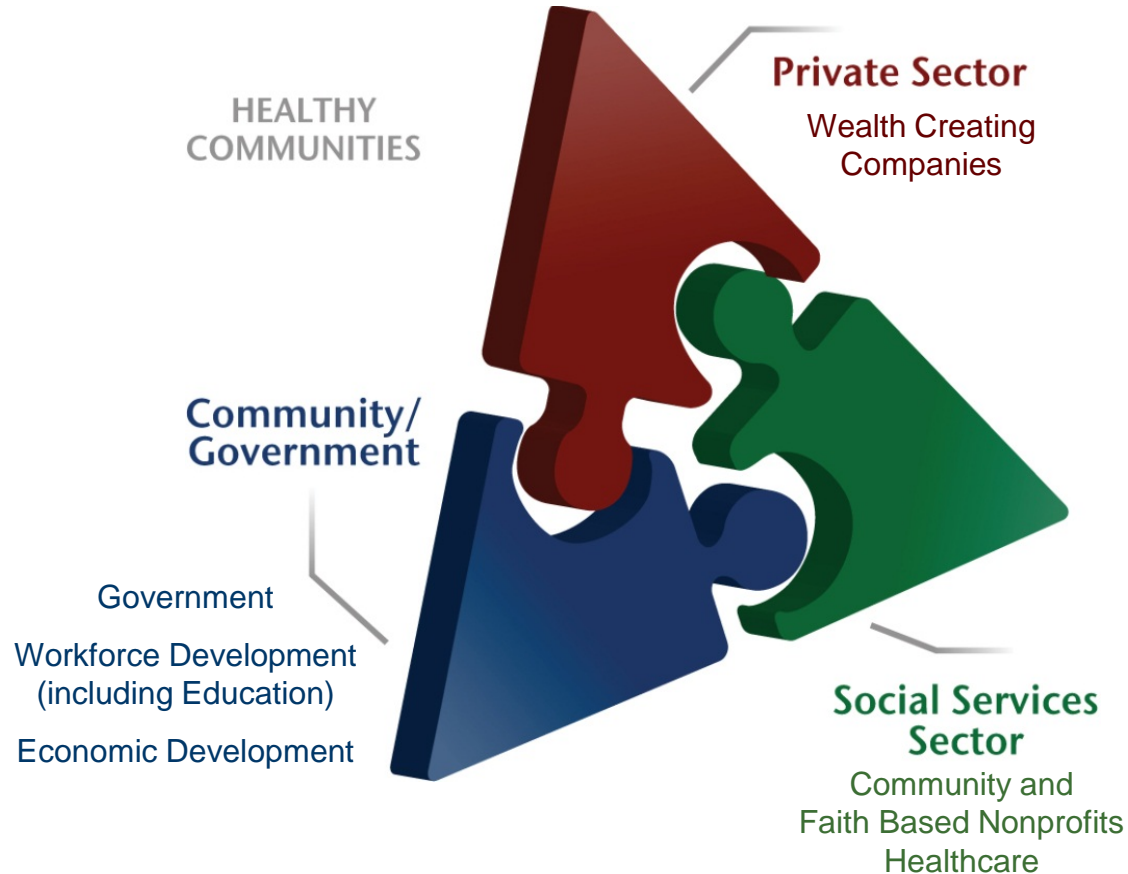 HEALTHY
COMMUNITIES
Private Sector
Wealth Creating
Companies
Community/
Government
Government
Workforce Development
(including Education)
Economic Development
Social Services
Sector
Community and
Faith Based Nonprofits
Healthcare